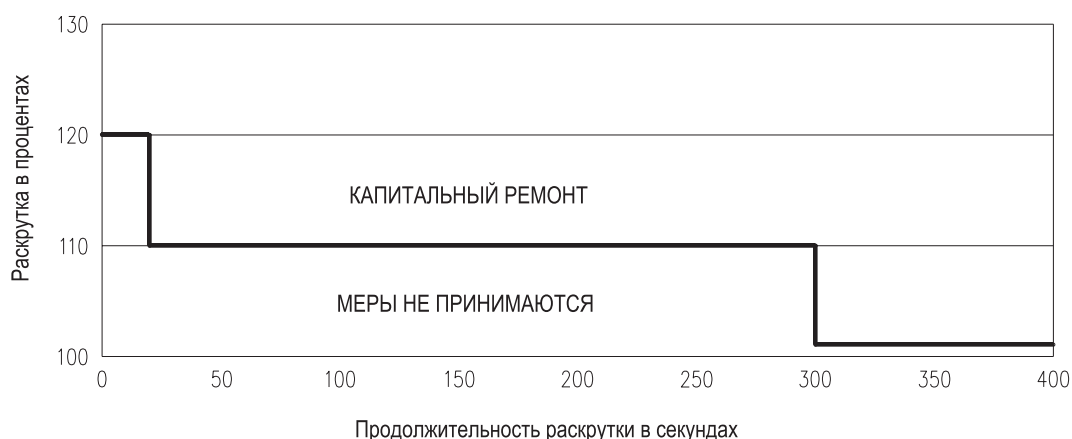 130
120
110
100
Раскрутка в процентах
КАПИТАЛЬНЫЙ РЕМОНТ
МЕРЫ НЕ ПРИНИМАЮТСЯ
0 50 100 150 200 250 300 350 400
Продолжительность раскрутки в секундах